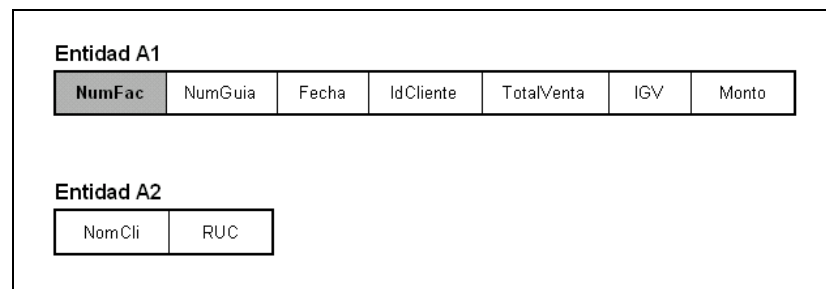 Entidad A1
NumFac NumGuia Fecha IdCliente TotalVenta IGV Monto
Entidad A2
NomCli RUC